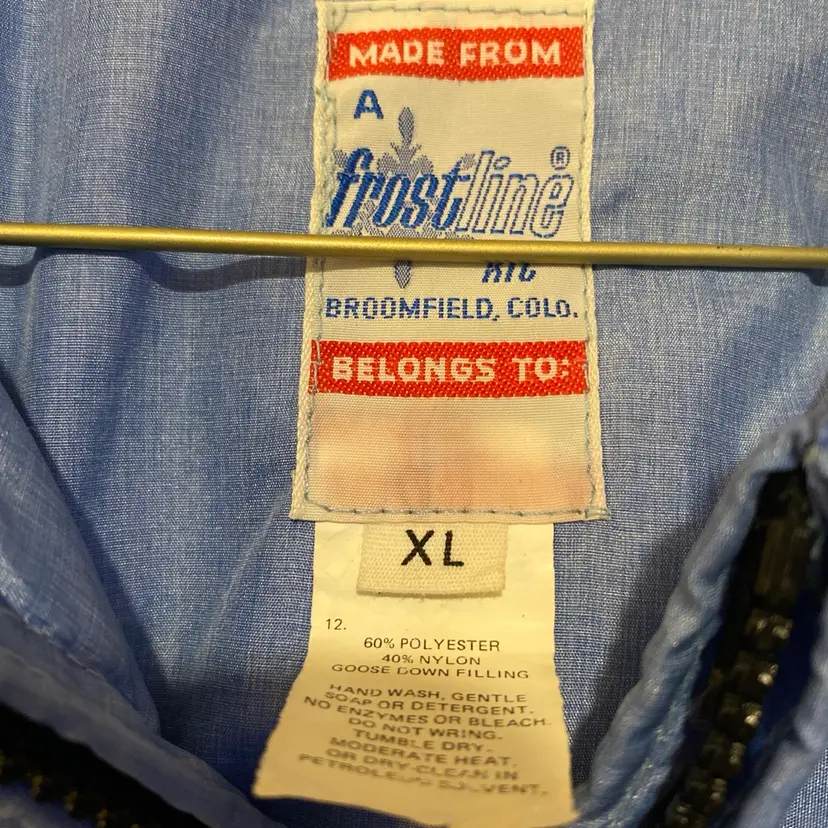 MADE FROM
A
frostline®
KIT
BROOMFIELD, COLO.
BELONGS TO:
XL
12.
60% POLYESTER
40% NYLON
GOOSE DOWN FILLING
HAND WASH, GENTLE
SOAP OR DETERGENT.
NO ENZYMES OR BLEACH.
DO NOT WRING.
TUMBLE DRY.
MODERATE HEAT.
OR DRY CLEAN IN
PETROLEUM SOLVENT.